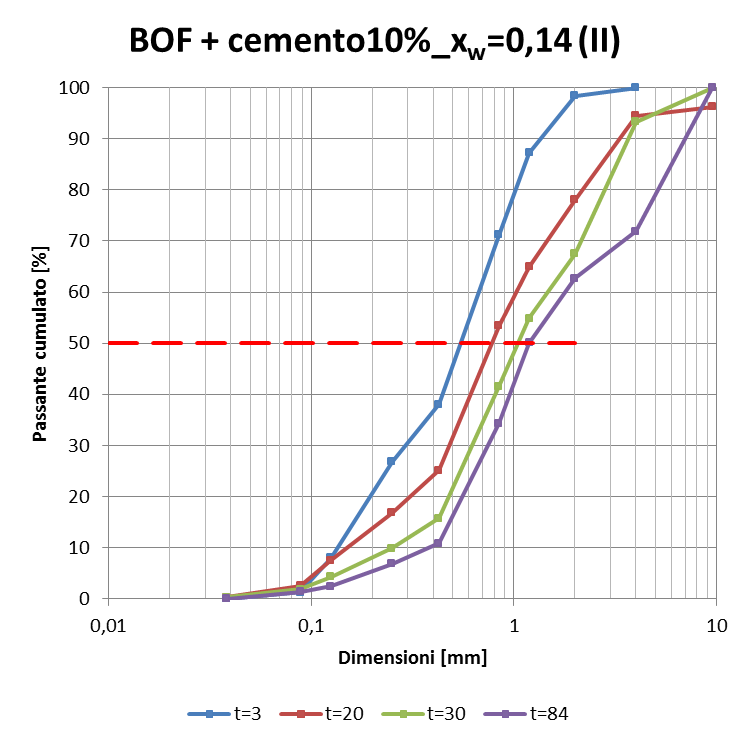 BOF + cemento10%_xw=0,14 (II)
100
90
80
70
60
50
40
30
20
10
0
Passante cumulato [%]
0,01 0,1 1 10
Dimensioni [mm]
t=3 t=20 t=30 t=84